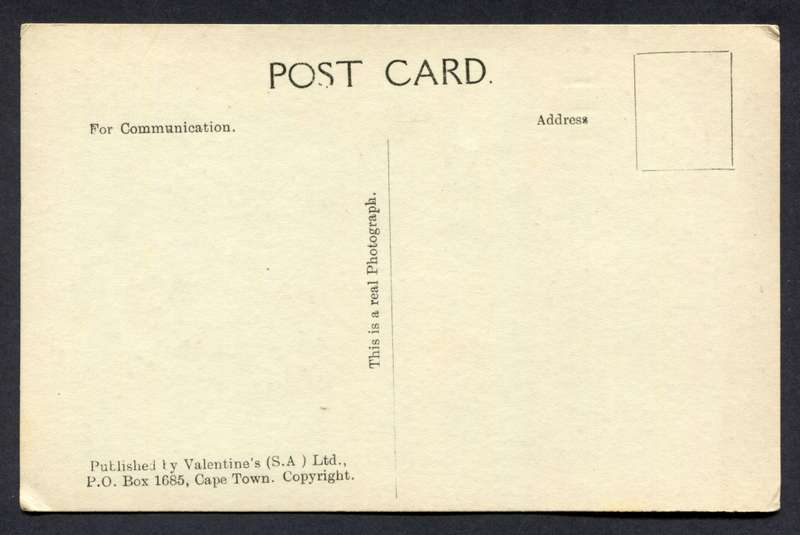 POST CARD.
For Communication.
Address
This is a real Photograph.
Published by Valentine's (S.A ) Ltd.,
P.O. Box 1685, Cape Town. Copyright.